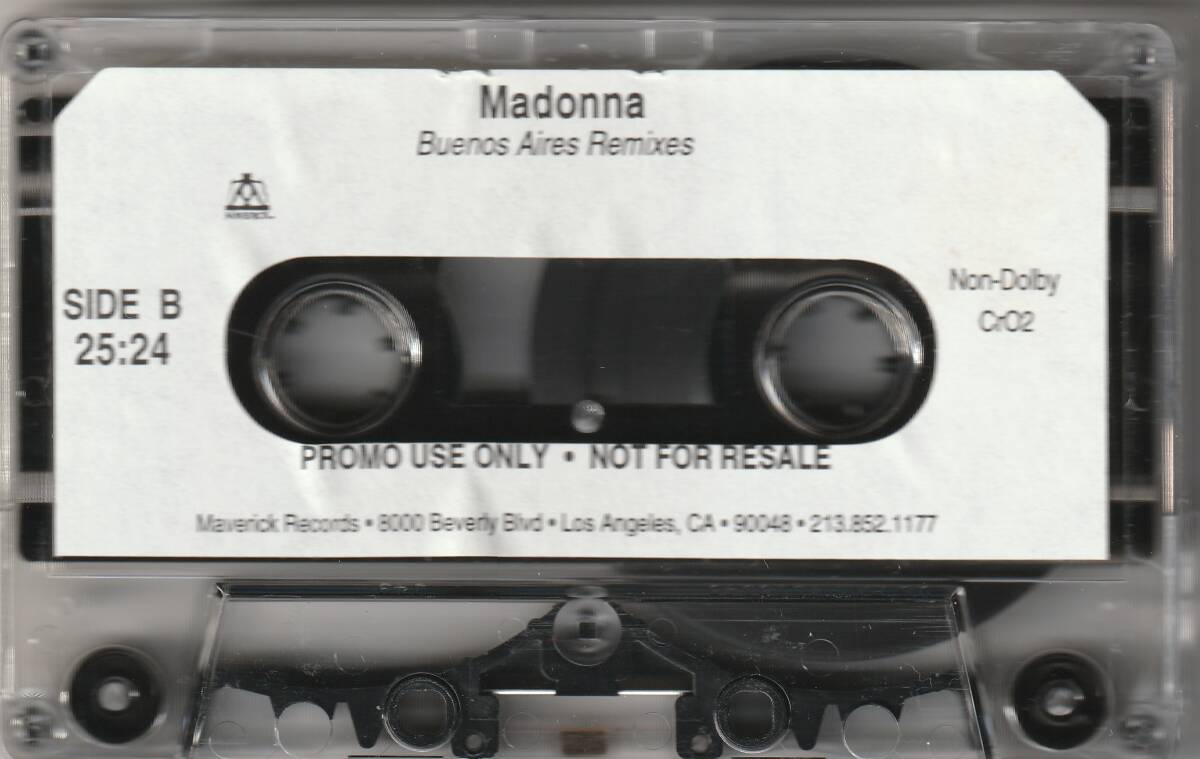 Madonna
Buenos Aires Remixes
SIDE B
25:24
Non-Dolby
CrO2
PROMO USE ONLY • NOT FOR RESALE
Maverick Records • 8000 Beverly Blvd • Los Angeles, CA • 90048 • 213.852.1177